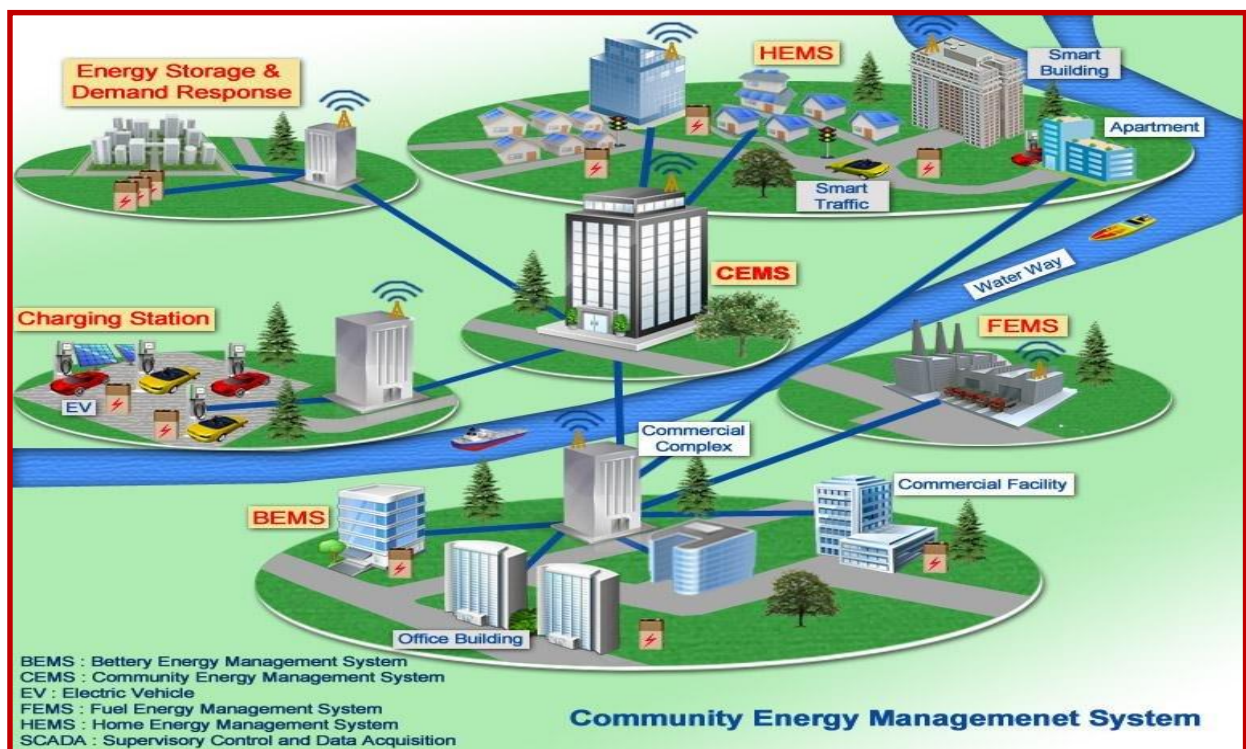 Energy Storage &
Demand Response
HEMS
Smart
Building
Apartment
Smart
Traffic
CEMS
Water Way
Charging Station
EV
FEMS
Commercial
Complex
Commercial Facility
BEMS
Office Building
BEMS : Bettery Energy Management System
CEMS : Community Energy Management System
EV : Electric Vehicle
FEMS : Fuel Energy Management System
HEMS : Home Energy Management System
SCADA : Supervisory Control and Data Acquisition
Community Energy Managemenet System